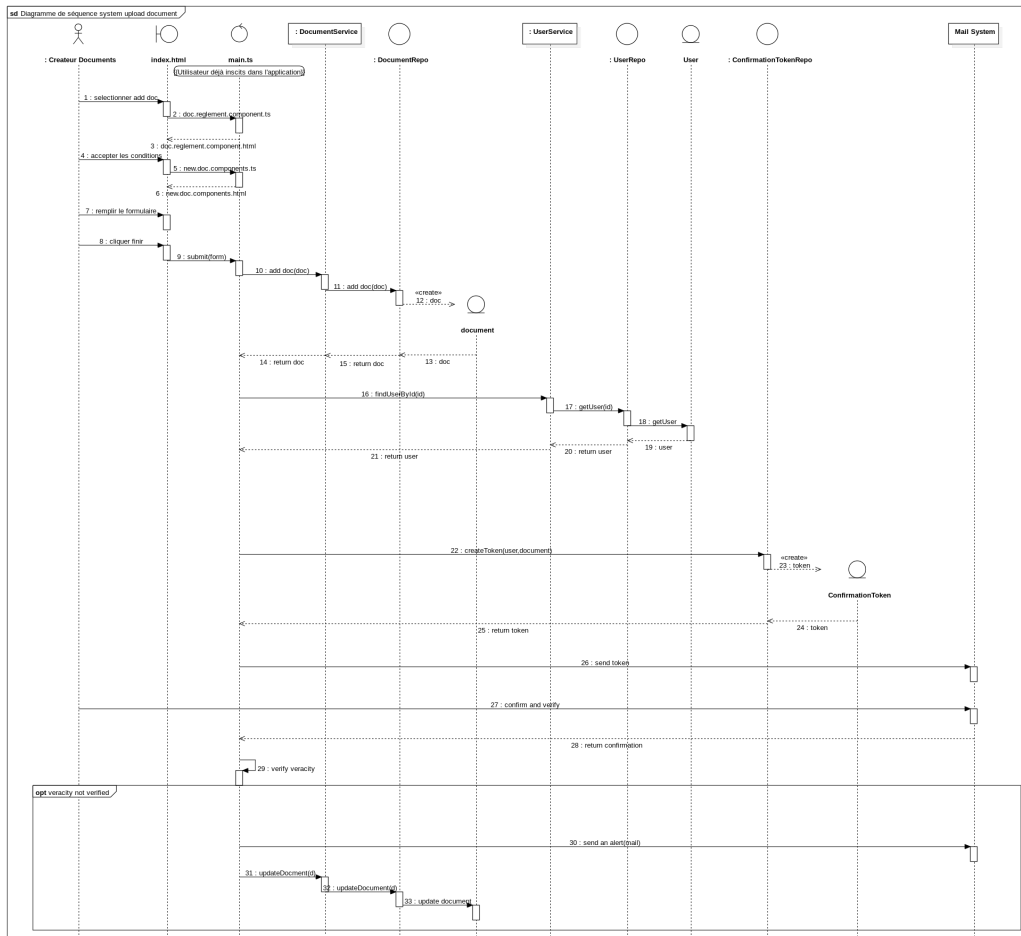 sd Diagramme de séquence system upload document
: Createur Documents
index.html
main.ts
: DocumentService
: DocumentRepo
: UserService
: UserRepo
User
: ConfirmationTokenRepo
Mail System
{Utilisateur déjà inscits dans l'application}
1 : selectionner add doc
2 : doc.reglement.component.ts
3 : doc.reglement.component.html
4 : accepter les conditions
5 : new.doc.components.ts
6 : new.doc.components.html
7 : remplir le formulaire
8 : cliquer finir
9 : submit(form)
10 : add doc(doc)
11 : add doc(doc)
«create»
12 : doc
document
13 : doc
15 : return doc
14 : return doc
16 : findUserById(id)
17 : getUser(id)
18 : getUser
19 : user
20 : return user
21 : return user
22 : createToken(user,document)
«create»
23 : token
ConfirmationToken
24 : token
25 : return token
26 : send token
27 : confirm and verify
28 : return confirmation
29 : verify veracity
opt veracity not verified
30 : send an alert(mail)
31 : updateDocment(d)
32 : updateDocument(d)
33 : update document